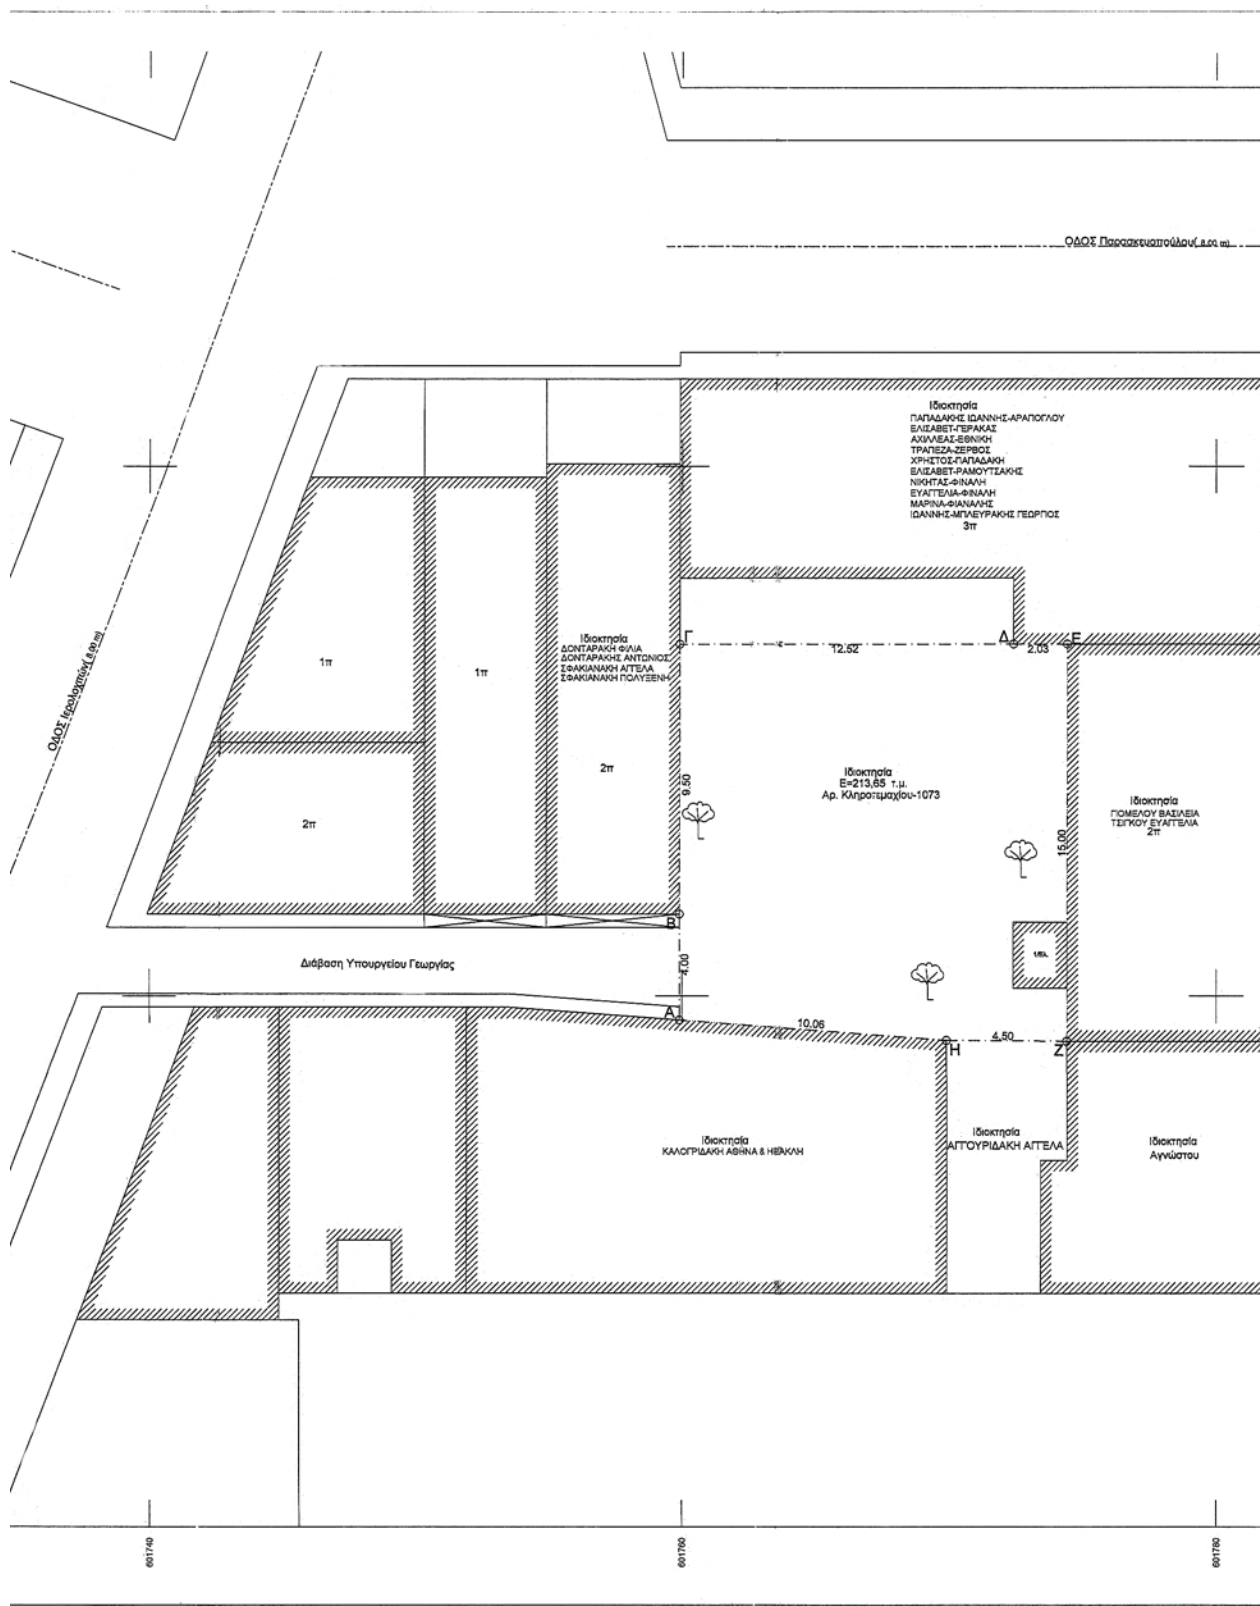 ΟΔΟΣ Παρασκευοπούλου( 8.00 m)
Ιδιοκτησία
ΠΑΠΑΔΑΚΗΣ ΙΩΑΝΝΗΣ-ΑΡΑΠΟΓΛΟΥ
ΕΛΙΣΑΒΕΤ-ΓΕΡΑΚΑΣ
ΑΧΙΛΛΕΑΣ-ΕΘΝΙΚΗ
ΤΡΑΠΕΖΑ-ΖΕΡΒΟΣ
ΧΡΗΣΤΟΣ-ΠΑΠΑΔΑΚΗ
ΕΛΙΣΑΒΕΤ-ΡΑΜΟΥΤΣΑΚΗΣ
ΝΙΚΗΤΑΣ-ΦΙΝΑΛΗ
ΕΥΑΓΓΕΛΙΑ-ΦΙΝΑΛΗ
ΜΑΡΙΝΑ-ΦΙΑΝΑΛΗΣ
ΙΩΑΝΝΗΣ-ΜΠΛΕΥΡΑΚΗΣ ΓΕΩΡΓΙΟΣ
3π
ΟΔΟΣ Ιερολοχιτών( 8.00 m)
1π
1π
Ιδιοκτησία
ΔΟΝΤΑΡΑΚΗ ΦΙΛΙΑ
ΔΟΝΤΑΡΑΚΗΣ ΑΝΤΩΝΙΟΣ
ΣΦΑΚΙΑΝΑΚΗ ΑΓΓΕΛΑ
ΣΦΑΚΙΑΝΑΚΗ ΠΟΛΥΞΕΝΗ
2π
2π
Γ
12.52
Δ
2.03
Ε
9.50
Ιδιοκτησία
Ε=213,65 τ.μ.
Αρ. Κληροτεμαχίου-1073
15.00
Ιδιοκτησία
ΓΙΟΜΕΛΟΥ ΒΑΣΙΛΕΙΑ
ΤΣΙΓΚΟΥ ΕΥΑΓΓΕΛΙΑ
2π
Β
4.00
Διάβαση Υπουργείου Γεωργίας
Α
10.06
Η
4.50
Ζ
Ιδιοκτησία
ΚΑΛΟΓΡΙΔΑΚΗ ΑΘΗΝΑ & ΗΡΑΚΛΗ
Ιδιοκτησία
ΑΓΓΟΥΡΙΔΑΚΗ ΑΓΓΕΛΑ
Ιδιοκτησία
Αγνώστου
601740
601760
601780